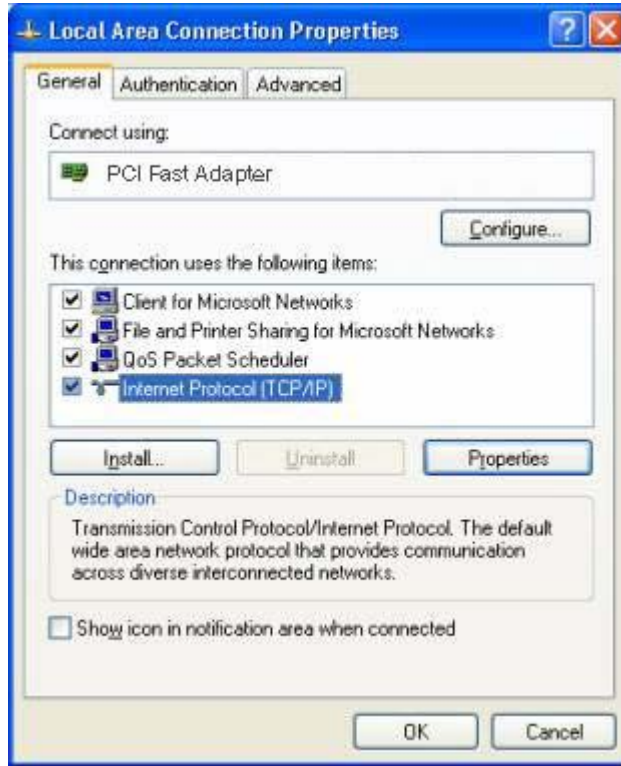 Local Area Connection Properties
General Authentication Advanced
Connect using:
PCI Fast Adapter
Configure...
This connection uses the following items:
Client for Microsoft Networks
File and Printer Sharing for Microsoft Networks
QoS Packet Scheduler
Internet Protocol (TCP/IP)
Install... Uninstall Properties
Description
Transmission Control Protocol/Internet Protocol. The default
wide area network protocol that provides communication
across diverse interconnected networks.
Show icon in notification area when connected
OK Cancel